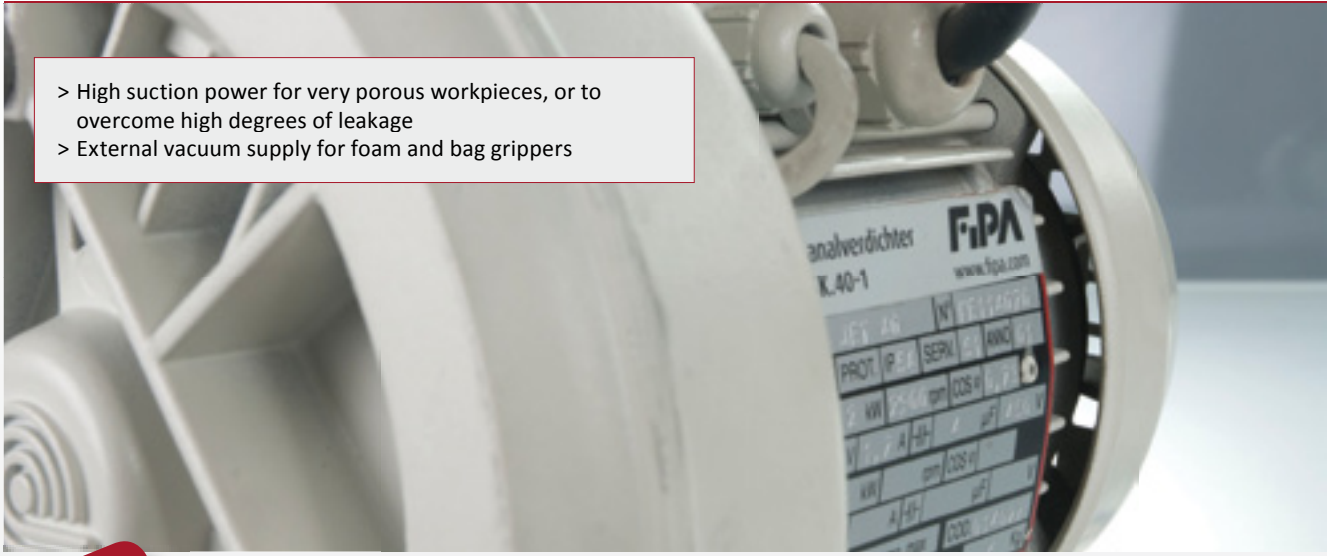 > High suction power for very porous workpieces, or to
overcome high degrees of leakage
> External vacuum supply for foam and bag grippers
analverdichter FiPA
K.40-1 www.fipa.com
N°
PROT. IP SERV. ANNO
kW rpm COS φ
V A ⊣⊢ µF V
kW rpm COS φ
A ⊣⊢ µF V
COD.